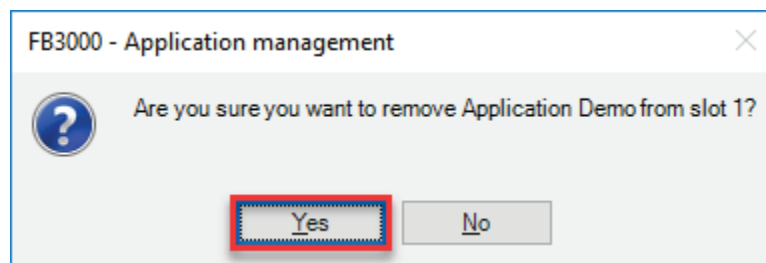 FB3000 - Application management
Are you sure you want to remove Application Demo from slot 1?
Yes
No